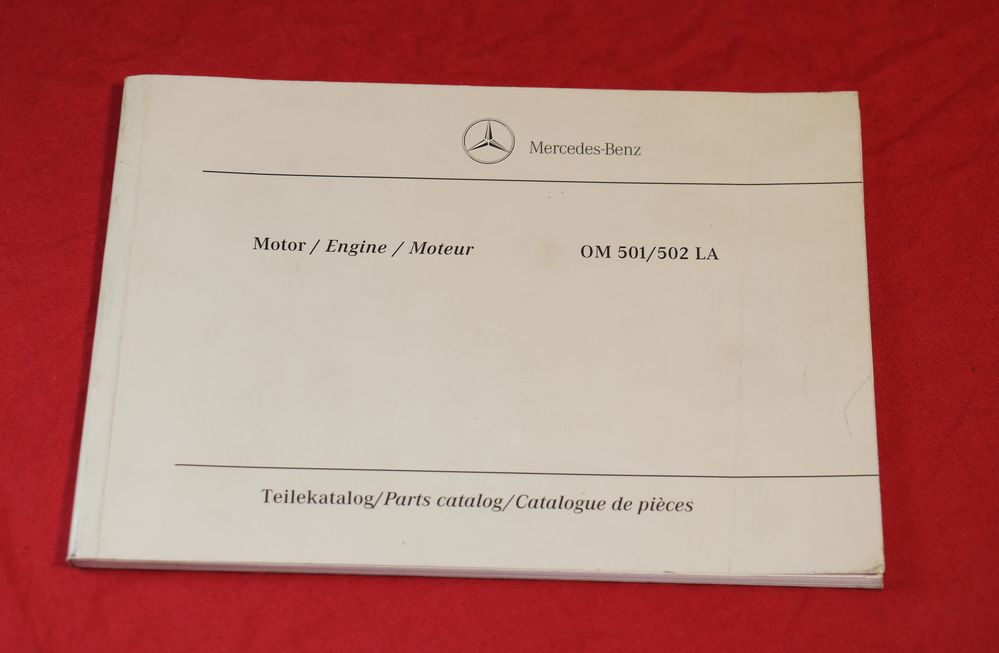 Mercedes-Benz
Motor / Engine / Moteur OM 501/502 LA
Teilekatalog/Parts catalog/Catalogue de pièces